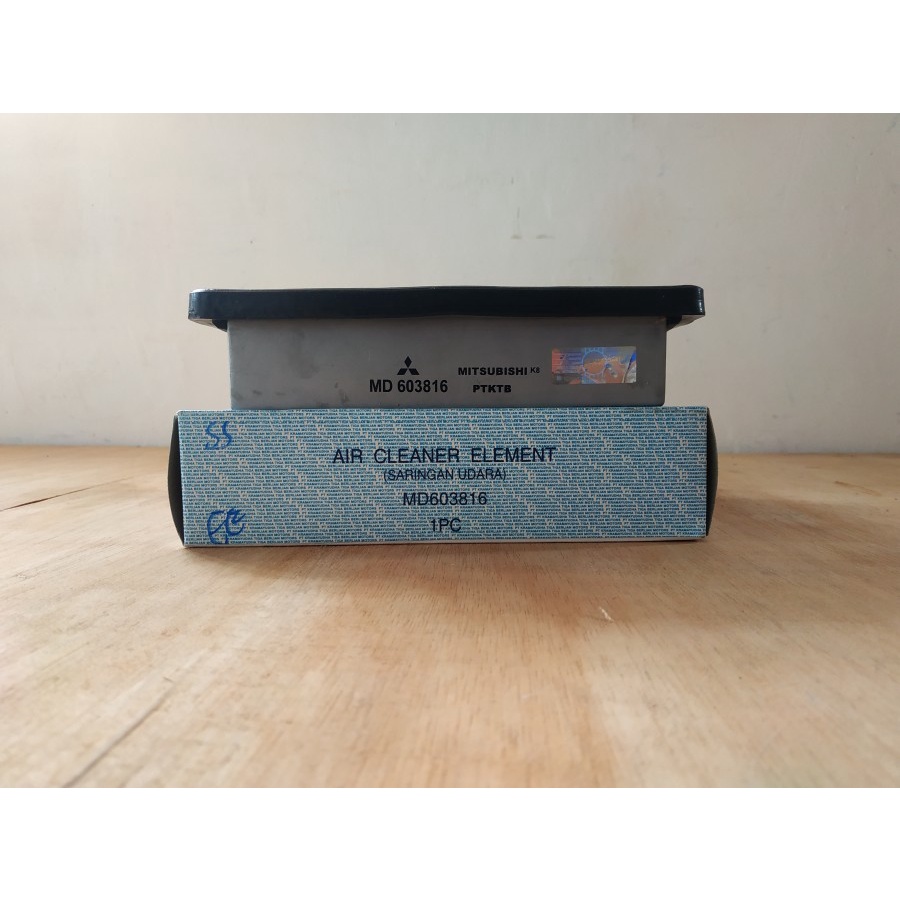 MD 603816
MITSUBISHI K8
PTKTB
SS
AIR CLEANER ELEMENT
(SARINGAN UDARA)
MD603816
1PC